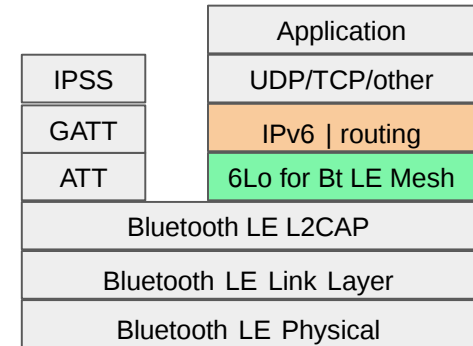 Application
IPSS
UDP/TCP/other
GATT
IPv6 | routing
ATT
6Lo for Bt LE Mesh
Bluetooth LE L2CAP
Bluetooth LE Link Layer
Bluetooth LE Physical